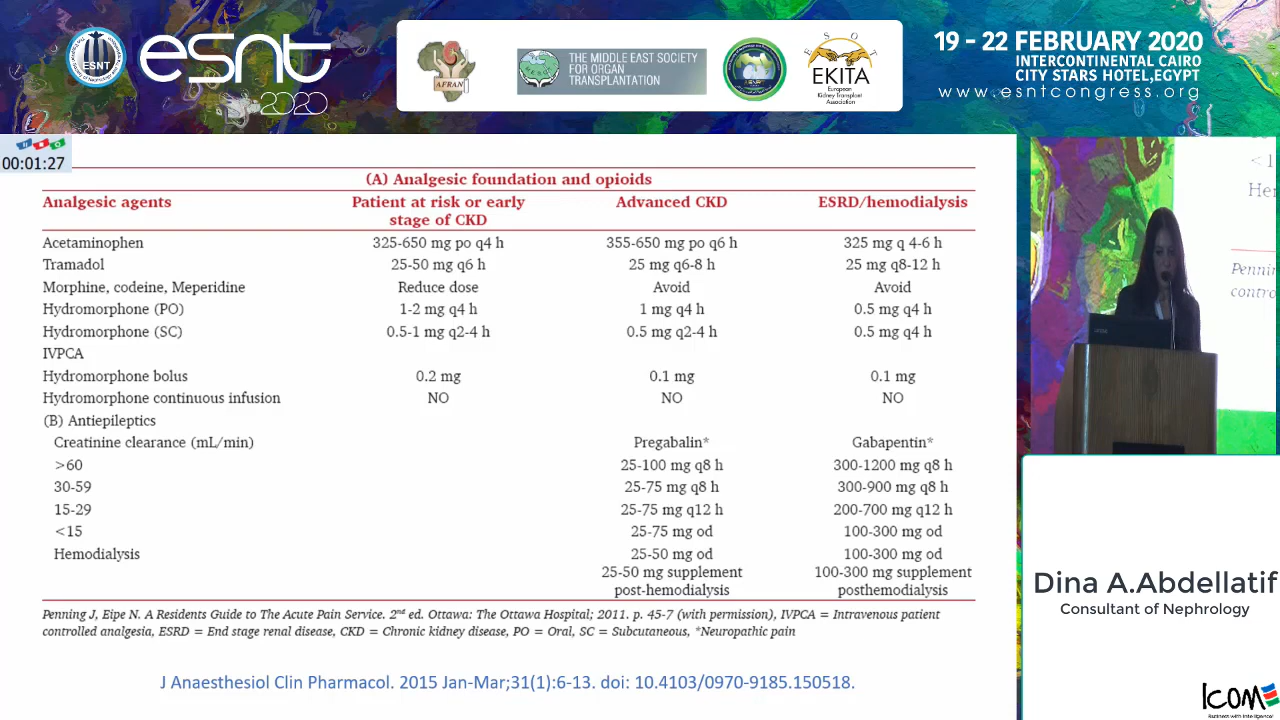 ESNT
esnt
2020
AFRAN
THE MIDDLE EAST SOCIETY
FOR ORGAN
TRANSPLANTATION
ESOT
EKITA
European
Kidney Transplant
Association
19 - 22 FEBRUARY 2020
INTERCONTINENTAL CAIRO
CITY STARS HOTEL,EGYPT
www.esntcongress.org
00:01:27
(A) Analgesic foundation and opioids
Analgesic agents Patient at risk or early stage of CKD Advanced CKD ESRD/hemodialysis
Acetaminophen 325-650 mg po q4 h 355-650 mg po q6 h 325 mg q 4-6 h
Tramadol 25-50 mg q6 h 25 mg q6-8 h 25 mg q8-12 h
Morphine, codeine, Meperidine Reduce dose Avoid Avoid
Hydromorphone (PO) 1-2 mg q4 h 1 mg q4 h 0.5 mg q4 h
Hydromorphone (SC) 0.5-1 mg q2-4 h 0.5 mg q2-4 h 0.5 mg q4 h
IVPCA
Hydromorphone bolus 0.2 mg 0.1 mg 0.1 mg
Hydromorphone continuous infusion NO NO NO
(B) Antiepileptics
Creatinine clearance (mL/min) Pregabalin* Gabapentin*
>60 25-100 mg q8 h 300-1200 mg q8 h
30-59 25-75 mg q8 h 300-900 mg q8 h
15-29 25-75 mg q12 h 200-700 mg q12 h
<15 25-75 mg od 100-300 mg od
Hemodialysis 25-50 mg od 100-300 mg od
25-50 mg supplement 100-300 mg supplement
post-hemodialysis posthemodialysis
Penning J, Eipe N. A Residents Guide to The Acute Pain Service. 2nd ed. Ottawa: The Ottawa Hospital; 2011. p. 45-7 (with permission), IVPCA = Intravenous patient
controlled analgesia, ESRD = End stage renal disease, CKD = Chronic kidney disease, PO = Oral, SC = Subcutaneous, *Neuropathic pain
J Anaesthesiol Clin Pharmacol. 2015 Jan-Mar;31(1):6-13. doi: 10.4103/0970-9185.150518.
< 1
He
Pennin
contro
Dina A.Abdellatif
Consultant of Nephrology
Icom
Business with Intelligence!